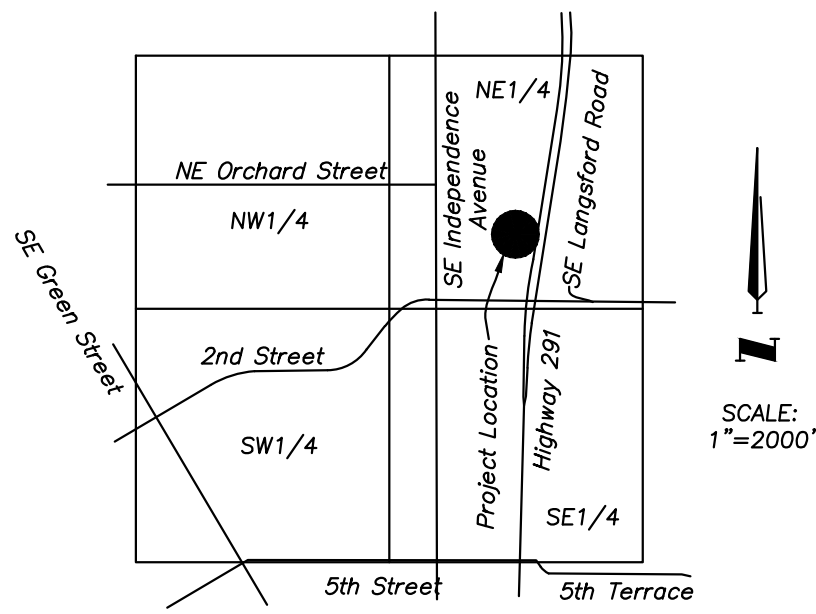 NE1/4
SE Independence
Avenue
SE Langsford Road
NE Orchard Street
NW1/4
SE Green Street
2nd Street
SW1/4
Project Location
Highway 291
SE1/4
5th Street
5th Terrace
N
SCALE:
1"=2000'